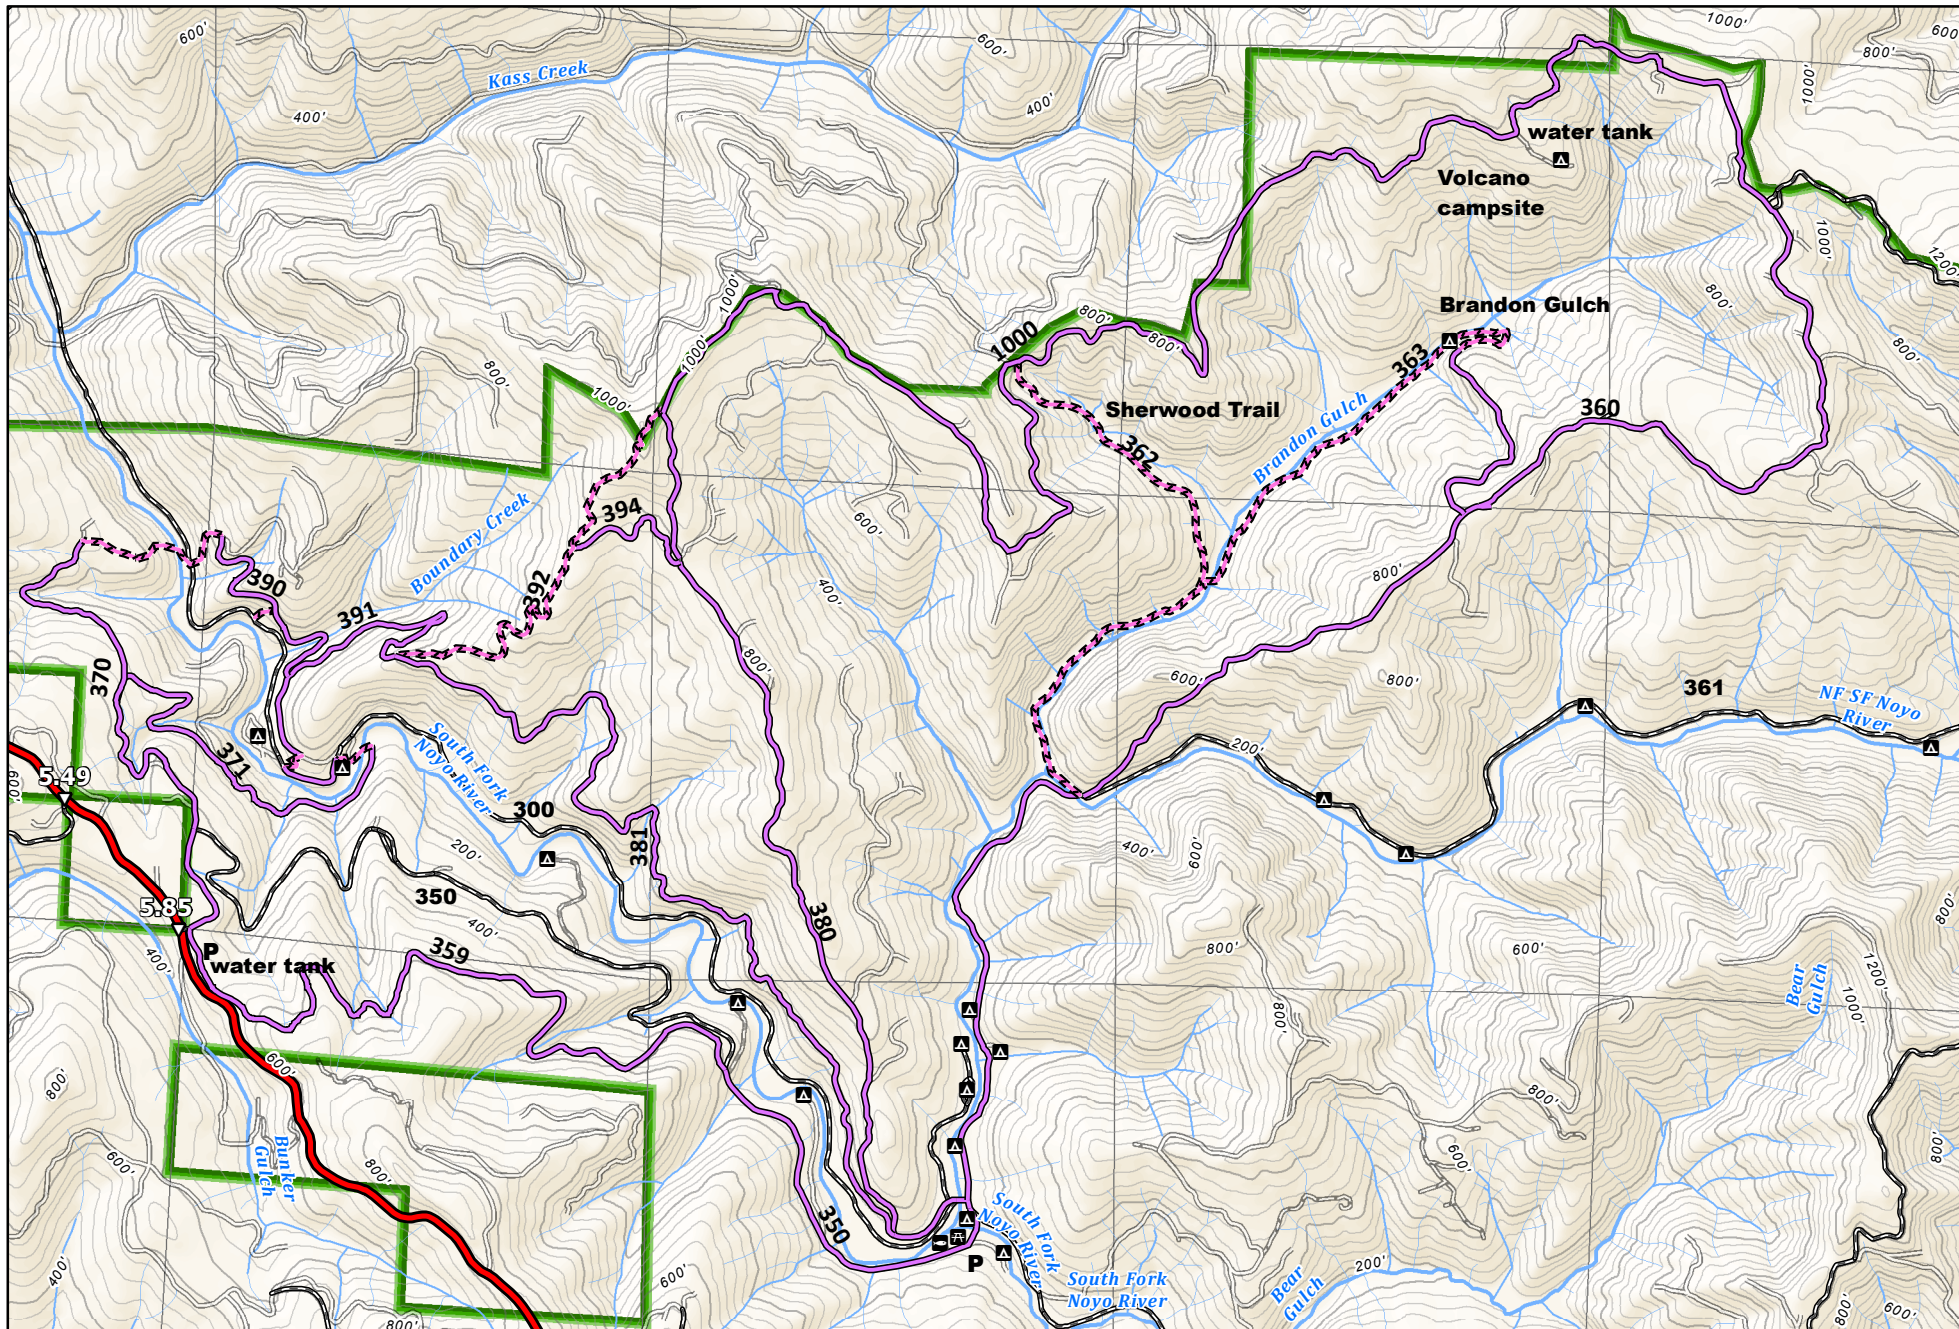 600'
600'
1000'
800'
600'
Kass Creek
1000'
400'
400'
water tank
Volcano
campsite
1000'
1200'
1000'
800'
Brandon Gulch
800'
1000
800'
800'
1000'
363
800'
1000'
360
Sherwood Trail
Brandon Gulch
362
394
600'
Boundary Creek
390
392
400'
800'
391
370
800'
600'
800'
361
NF SF Noyo
River
371
South Fork
Noyo River
200'
5.49
600'
300
381
200'
400'
600'
350
5.85
380
400'
359
800'
600'
800'
P
water tank
400'
Bear
Gulch
1200'
1000'
800'
600'
800'
800'
800'
Bunker
Gulch
600'
800'
600'
350
South Fork
Noyo River
P
400'
600'
South Fork
Noyo River
Bear
Gulch
200'
800'
600'
800'